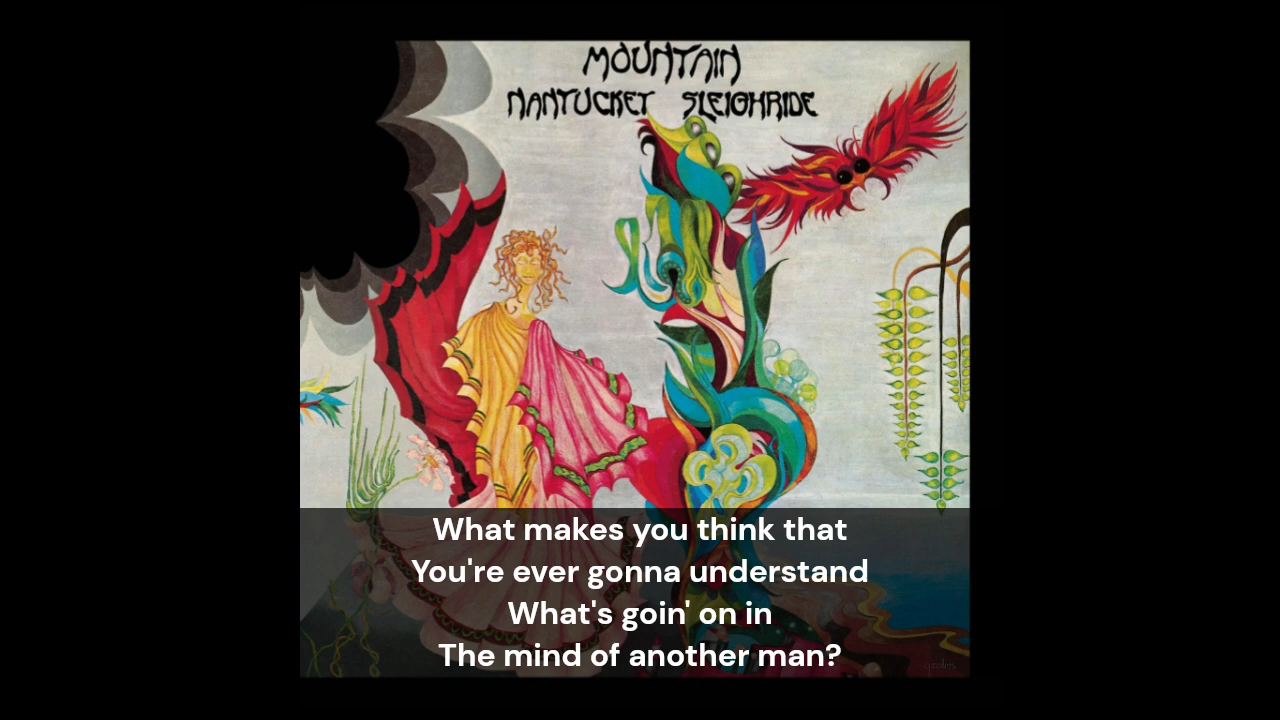 MOUNTAIN
NANTUCKET SLEIGHRIDE
What makes you think that
You're ever gonna understand
What's goin' on in
The mind of another man?